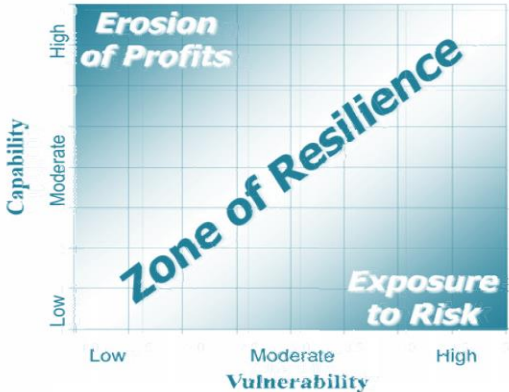 Erosion
of Profits
Zone of Resilience
Exposure
to Risk
High
Moderate
Low
Capability
Low
Moderate
High
Vulnerability